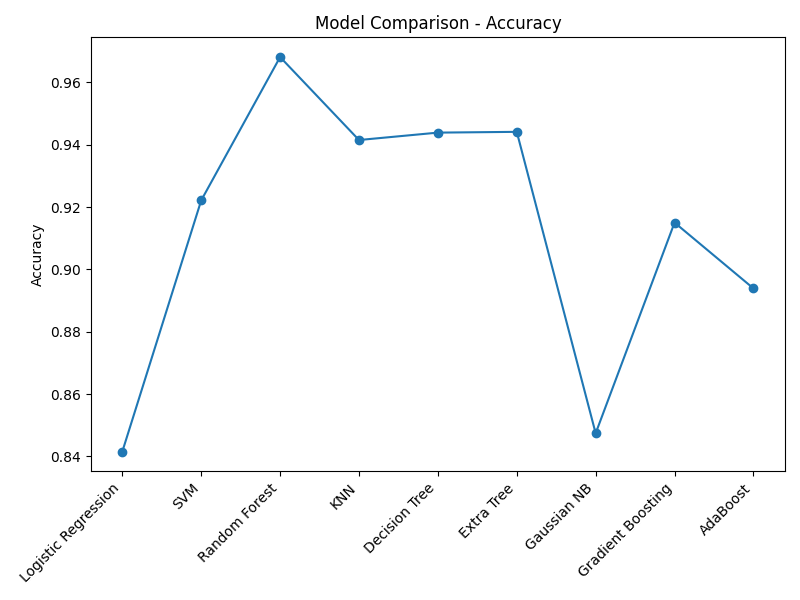 Model Comparison - Accuracy
Accuracy
0.96
0.94
0.92
0.90
0.88
0.86
0.84
Logistic Regression
SVM
Random Forest
KNN
Decision Tree
Extra Tree
Gaussian NB
Gradient Boosting
AdaBoost